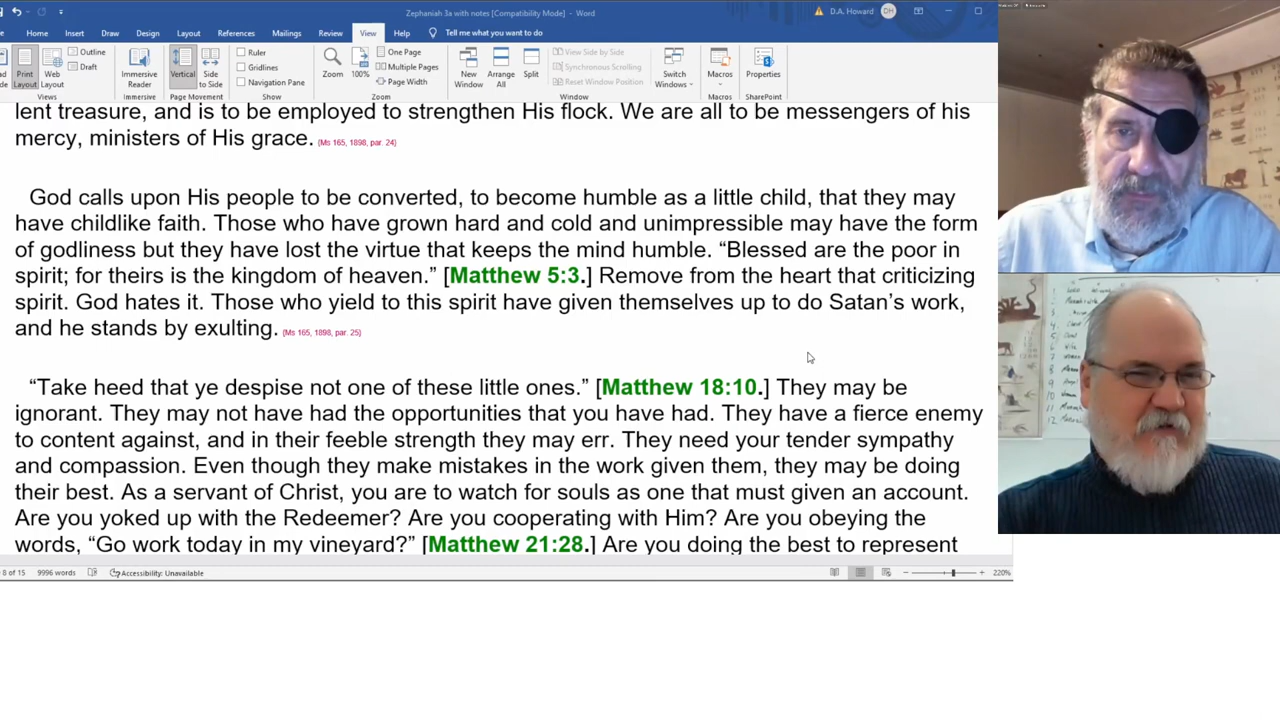 Zephaniah 3a with notes [Compatibility Mode] - Word
D.A. Howard DH
Home Insert Draw Design Layout References Mailings Review View Help Tell me what you want to do
Print Layout
Web Layout
Outline
Draft
Views
Immersive Reader
Immersive
Vertical
Side to Side
Page Movement
Ruler
Gridlines
Navigation Pane
Show
Zoom
100%
One Page
Multiple Pages
Page Width
Zoom
New Window
Arrange All
Split
View Side by Side
Synchronous Scrolling
Reset Window Position
Window
Switch Windows
Macros
Macros
Properties
SharePoint
lent treasure, and is to be employed to strengthen His flock. We are all to be messengers of his
mercy, ministers of His grace. (Ms 165, 1898, par. 24)
God calls upon His people to be converted, to become humble as a little child, that they may
have childlike faith. Those who have grown hard and cold and unimpressible may have the form
of godliness but they have lost the virtue that keeps the mind humble. “Blessed are the poor in
spirit; for theirs is the kingdom of heaven.” [Matthew 5:3.] Remove from the heart that criticizing
spirit. God hates it. Those who yield to this spirit have given themselves up to do Satan’s work,
and he stands by exulting. (Ms 165, 1898, par. 25)
“Take heed that ye despise not one of these little ones.” [Matthew 18:10.] They may be
ignorant. They may not have had the opportunities that you have had. They have a fierce enemy
to content against, and in their feeble strength they may err. They need your tender sympathy
and compassion. Even though they make mistakes in the work given them, they may be doing
their best. As a servant of Christ, you are to watch for souls as one that must given an account.
Are you yoked up with the Redeemer? Are you cooperating with Him? Are you obeying the
words, “Go work today in my vineyard?” [Matthew 21:28.] Are you doing the best to represent
8 of 15 9996 words Accessibility: Unavailable 220%